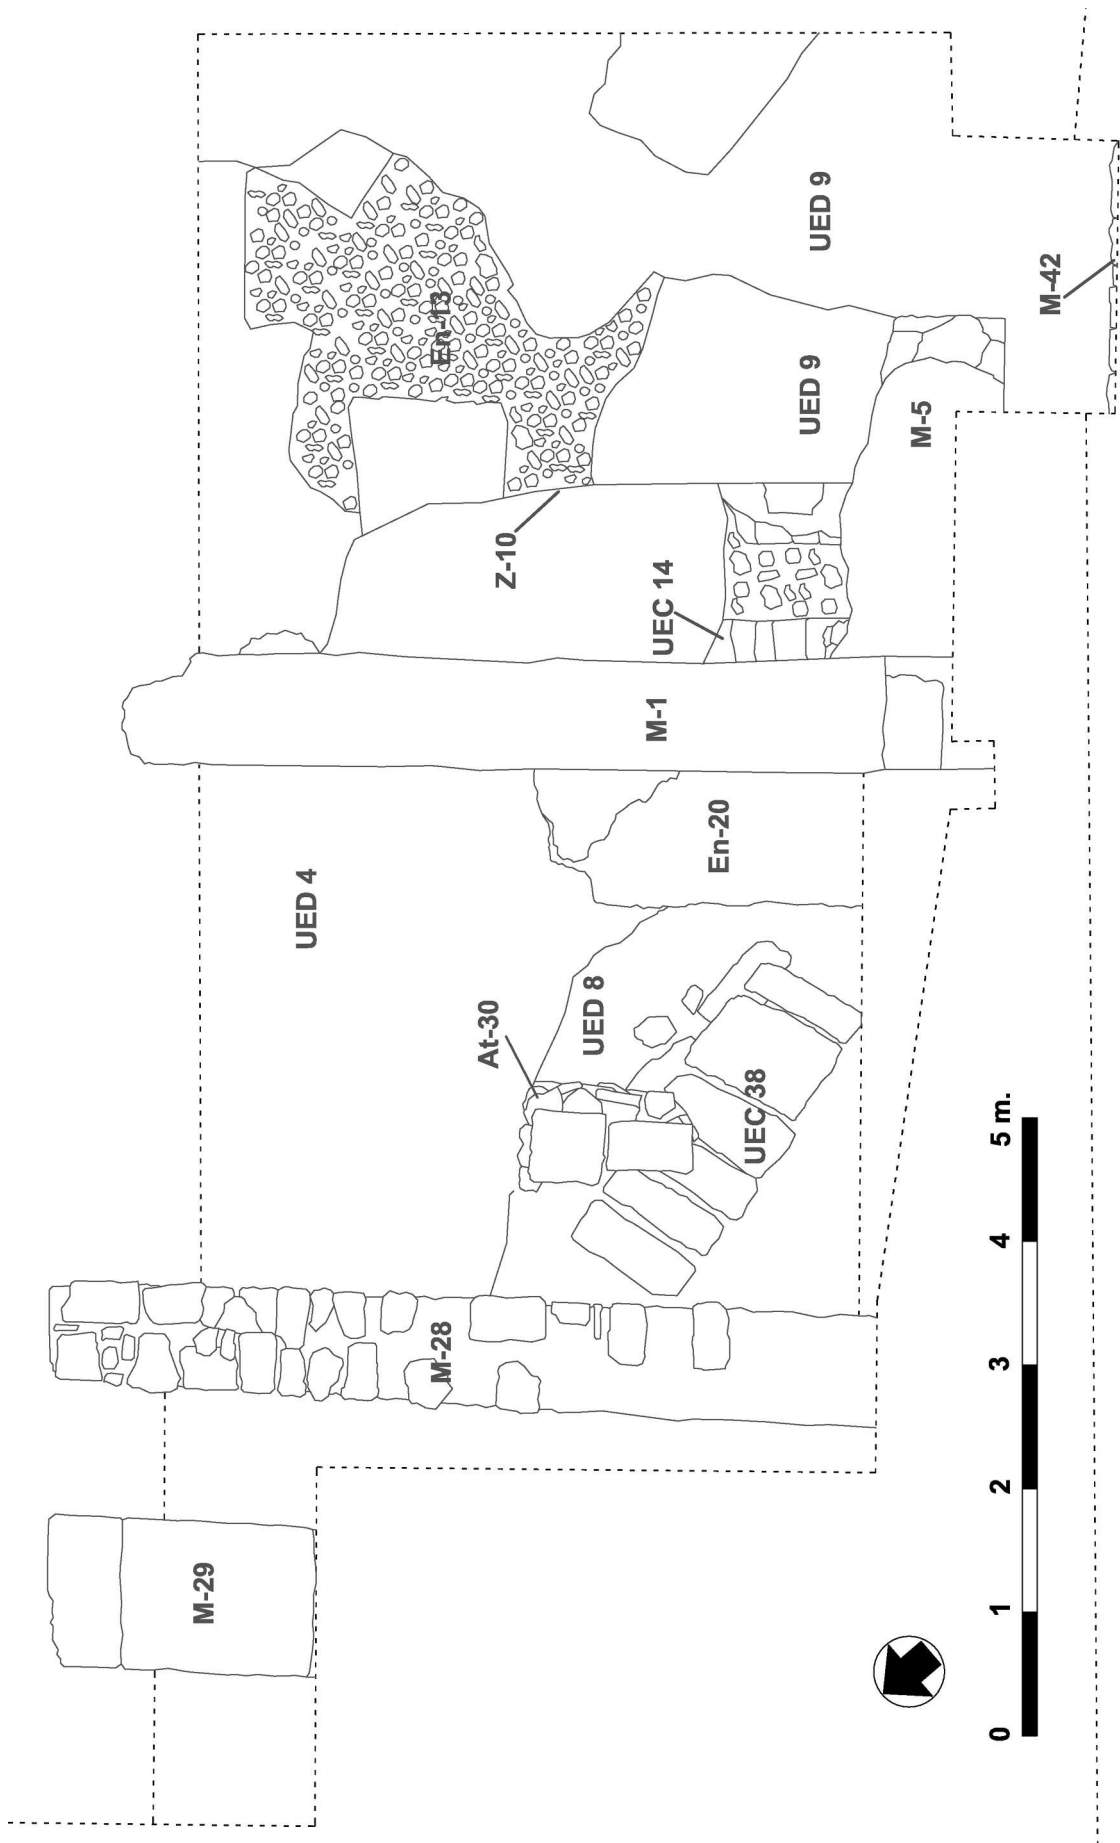 M-29
UED 4
M-28
En-13
At-30
Z-10
UED 8
M-1
UEC 14
En-20
UEC 38
UED 9
UED 9
M-5
M-42
0 1 2 3 4 5 m.